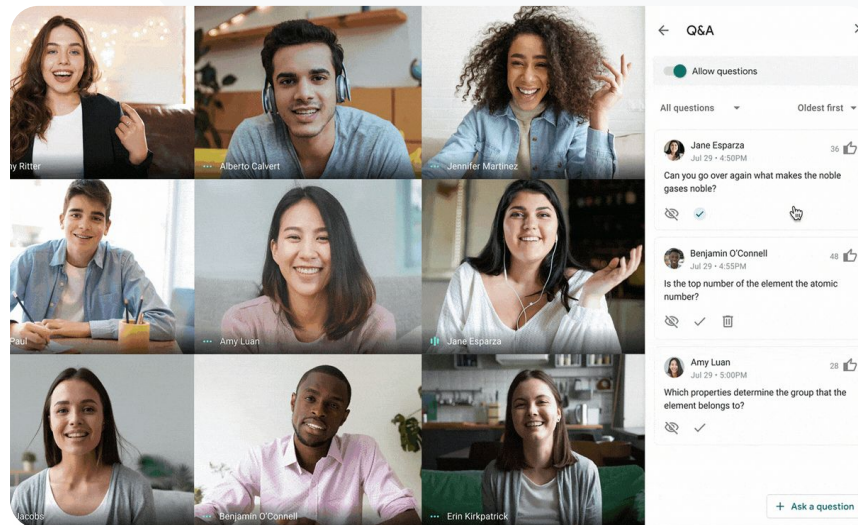 ny Ritter
Alberto Calvert
Jennifer Martinez
Paul
Amy Luan
Jane Esparza
Jacobs
Benjamin O'Connell
Erin Kirkpatrick
Q&A
Allow questions
All questions
Oldest first
Jane Esparza
36
Jul 29 • 4:50PM
Can you go over again what makes the noble
gases noble?
Benjamin O'Connell
48
Jul 29 • 4:55PM
Is the top number of the element the atomic
number?
Amy Luan
28
Jul 29 • 5:00PM
Which properties determine the group that the
element belongs to?
+ Ask a question